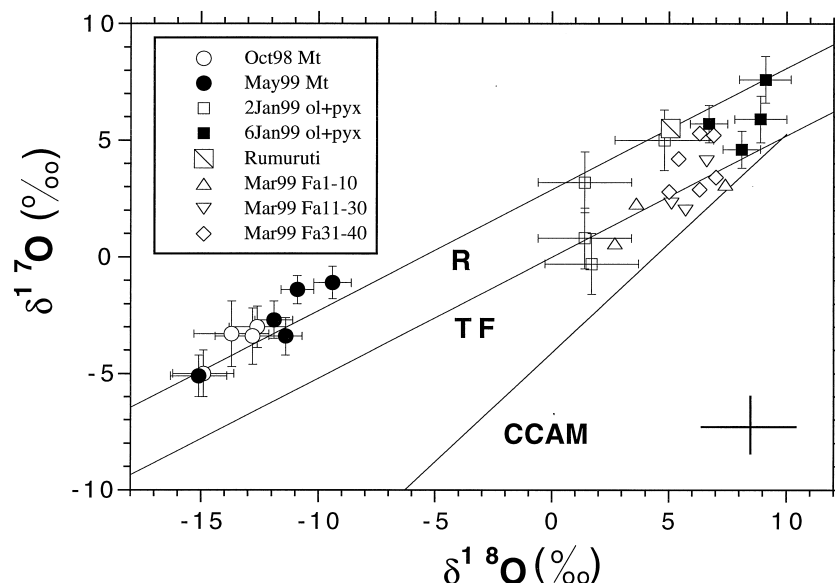 10
5
0
-5
-10
-15
-10
-5
0
5
10
δ17O (‰)
δ18O (‰)
Oct98 Mt
May99 Mt
2Jan99 ol+pyx
6Jan99 ol+pyx
Rumuruti
Mar99 Fa1-10
Mar99 Fa11-30
Mar99 Fa31-40
R
TF
CCAM